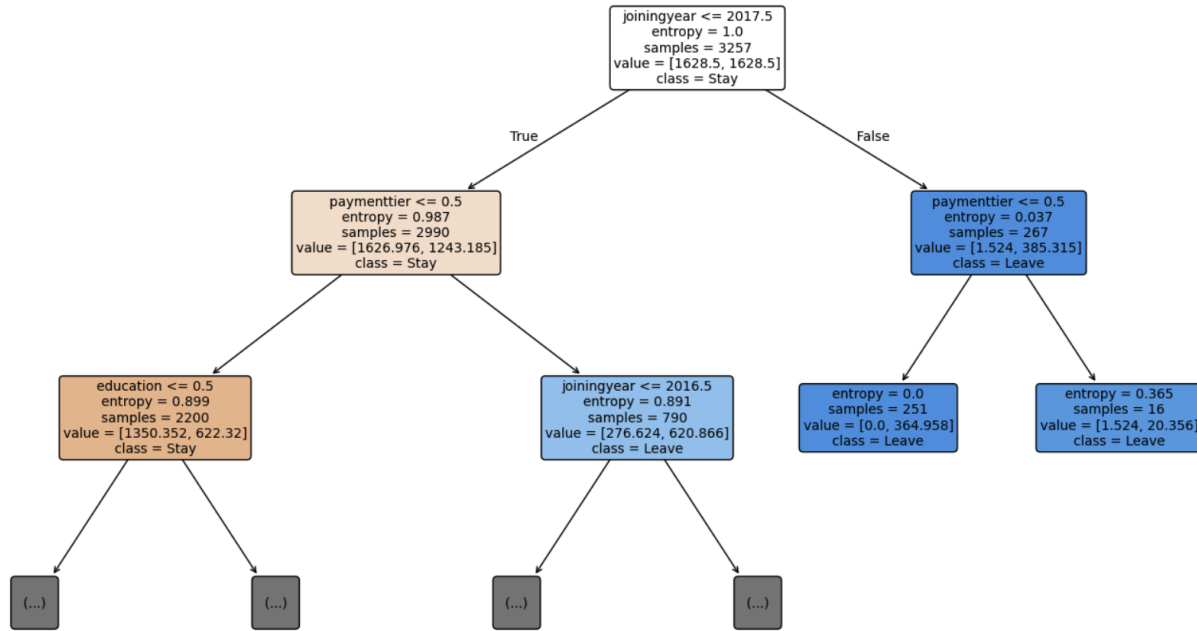 joiningyear <= 2017.5
entropy = 1.0
samples = 3257
value = [1628.5, 1628.5]
class = Stay
True
False
paymenttier <= 0.5
entropy = 0.987
samples = 2990
value = [1626.976, 1243.185]
class = Stay
paymenttier <= 0.5
entropy = 0.037
samples = 267
value = [1.524, 385.315]
class = Leave
education <= 0.5
entropy = 0.899
samples = 2200
value = [1350.352, 622.32]
class = Stay
joiningyear <= 2016.5
entropy = 0.891
samples = 790
value = [276.624, 620.866]
class = Leave
entropy = 0.0
samples = 251
value = [0.0, 364.958]
class = Leave
entropy = 0.365
samples = 16
value = [1.524, 20.356]
class = Leave
(...)
(...)
(...)
(...)